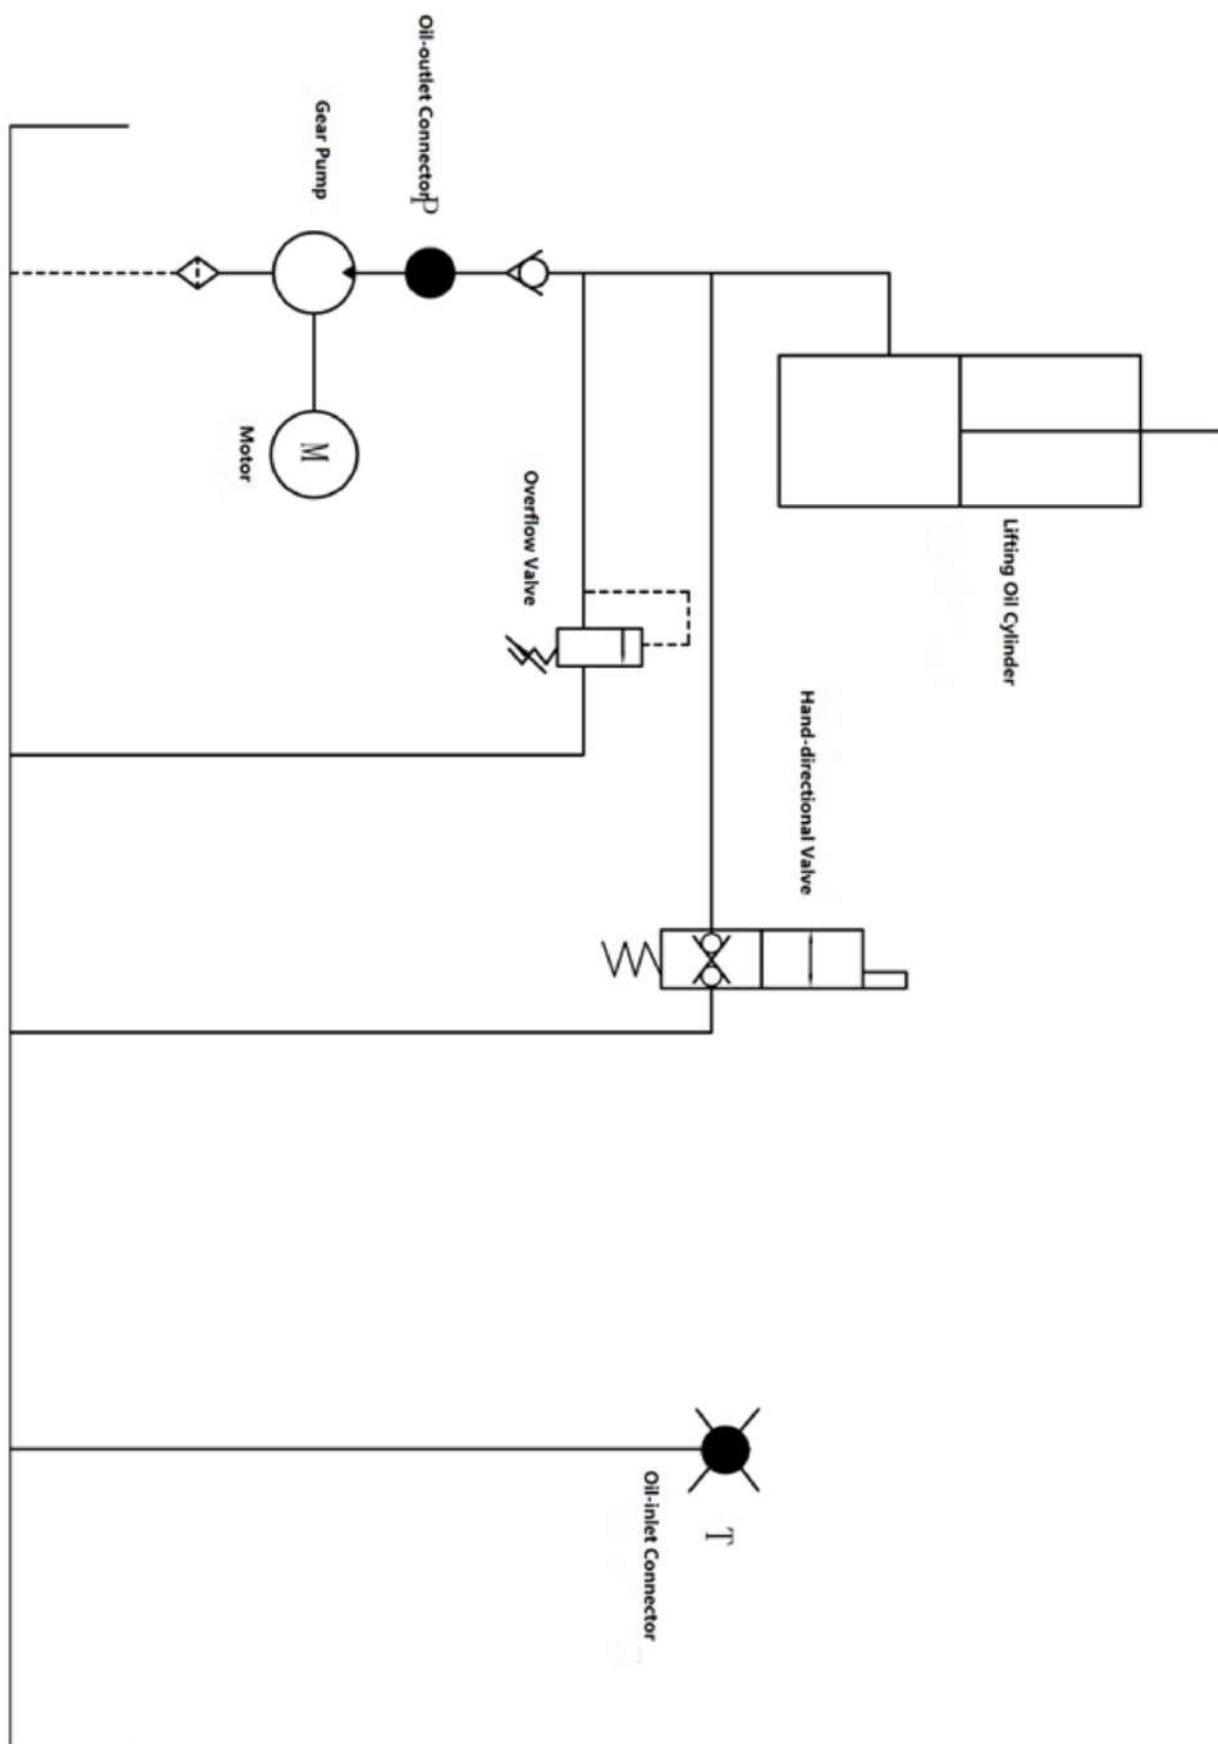 Lifting Oil Cylinder
Hand-directional Valve
Overflow Valve
Oil-outlet Connector
P
Gear Pump
M
Motor
T
Oil-inlet Connector